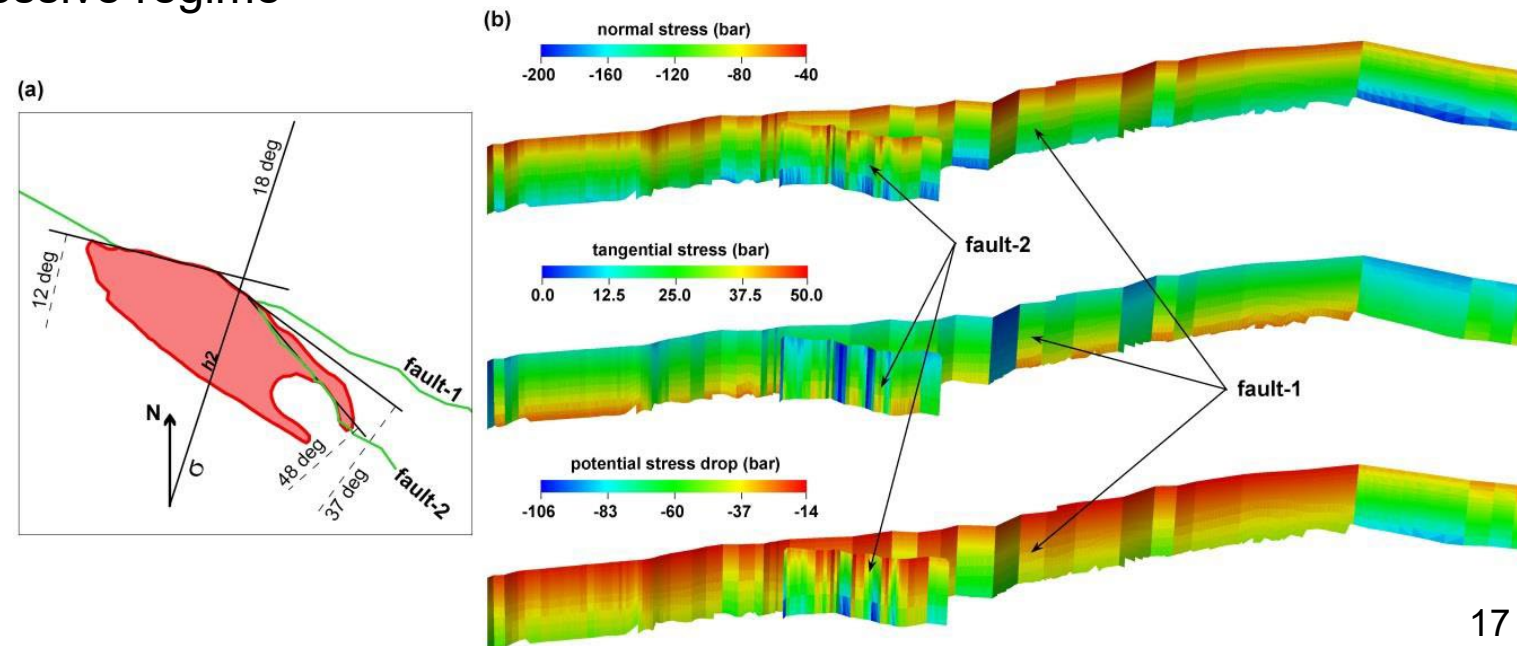 regime
(a)
18 deg
12 deg
h2
fault-1
N
σ
48 deg
37 deg
fault-2
(b)
normal stress (bar)
-200 -160 -120 -80 -40
fault-2
tangential stress (bar)
0.0 12.5 25.0 37.5 50.0
fault-1
potential stress drop (bar)
-106 -83 -60 -37 -14
17